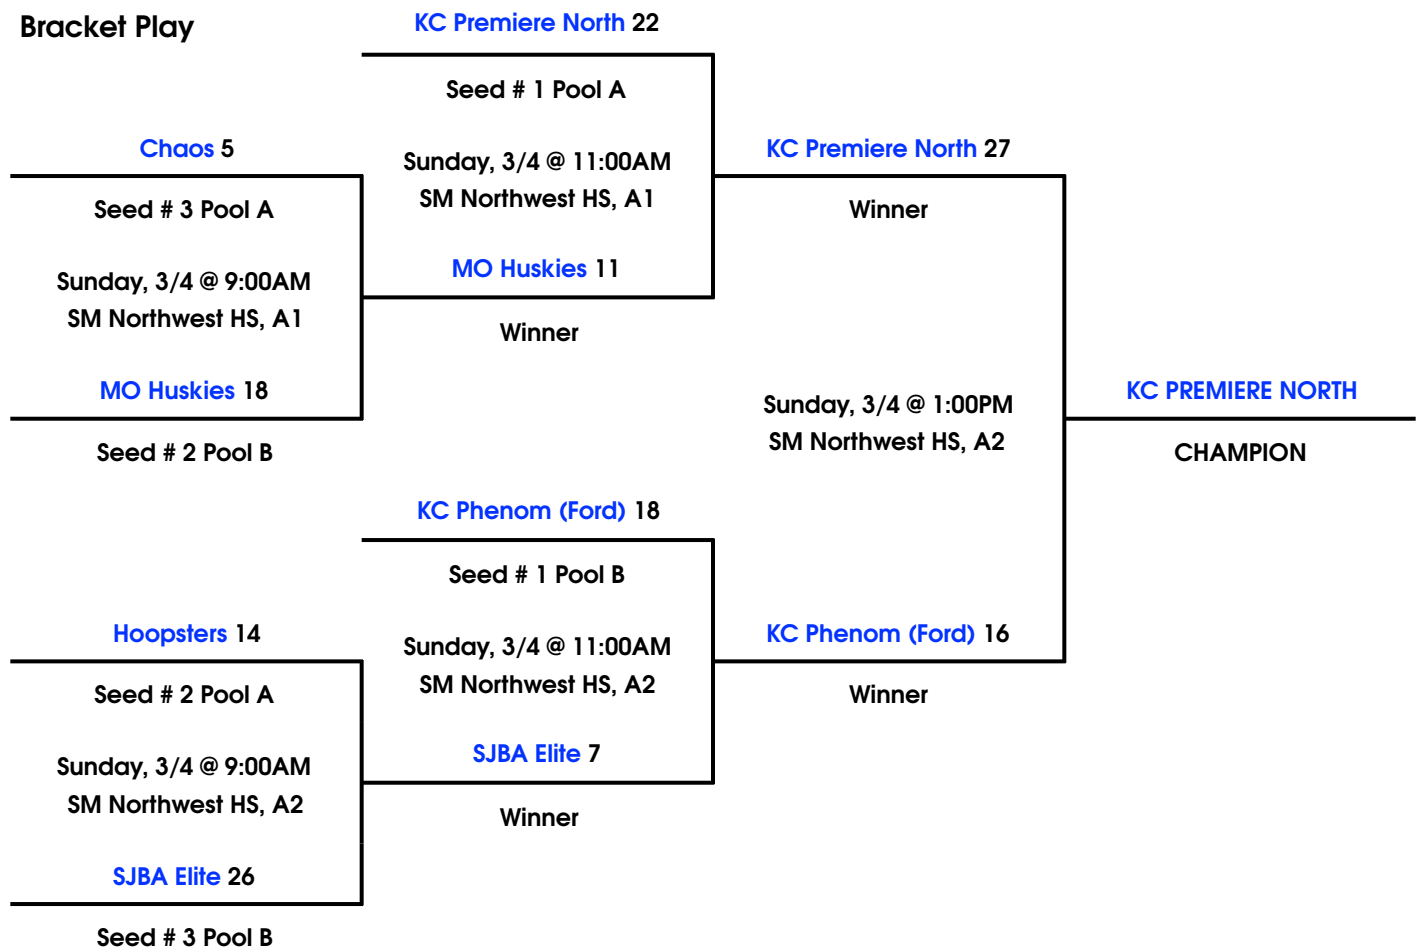 Bracket Play
KC Premiere North 22
Seed # 1 Pool A
Chaos 5
Sunday, 3/4 @ 11:00AM
SM Northwest HS, A1
KC Premiere North 27
Seed # 3 Pool A
Winner
Sunday, 3/4 @ 9:00AM
SM Northwest HS, A1
MO Huskies 11
Winner
MO Huskies 18
Seed # 2 Pool B
Sunday, 3/4 @ 1:00PM
SM Northwest HS, A2
KC PREMIERE NORTH
CHAMPION
KC Phenom (Ford) 18
Seed # 1 Pool B
Hoopsters 14
Sunday, 3/4 @ 11:00AM
SM Northwest HS, A2
KC Phenom (Ford) 16
Seed # 2 Pool A
Winner
Sunday, 3/4 @ 9:00AM
SM Northwest HS, A2
SJBA Elite 7
Winner
SJBA Elite 26
Seed # 3 Pool B